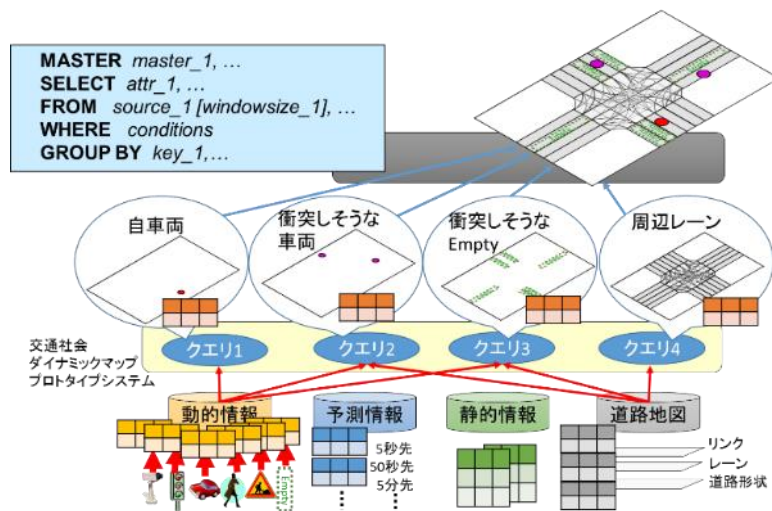 MASTER master_1, …
SELECT attr_1, …
FROM source_1 [windowsize_1], …
WHERE conditions
GROUP BY key_1,…
自車両
衝突しそうな
車両
衝突しそうな
Empty
周辺レーン
交通社会
ダイナミックマップ
プロトタイプシステム
クエリ1
クエリ2
クエリ3
クエリ4
動的情報
予測情報
静的情報
道路地図
5秒先
50秒先
5分先
リンク
レーン
道路形状
Empty